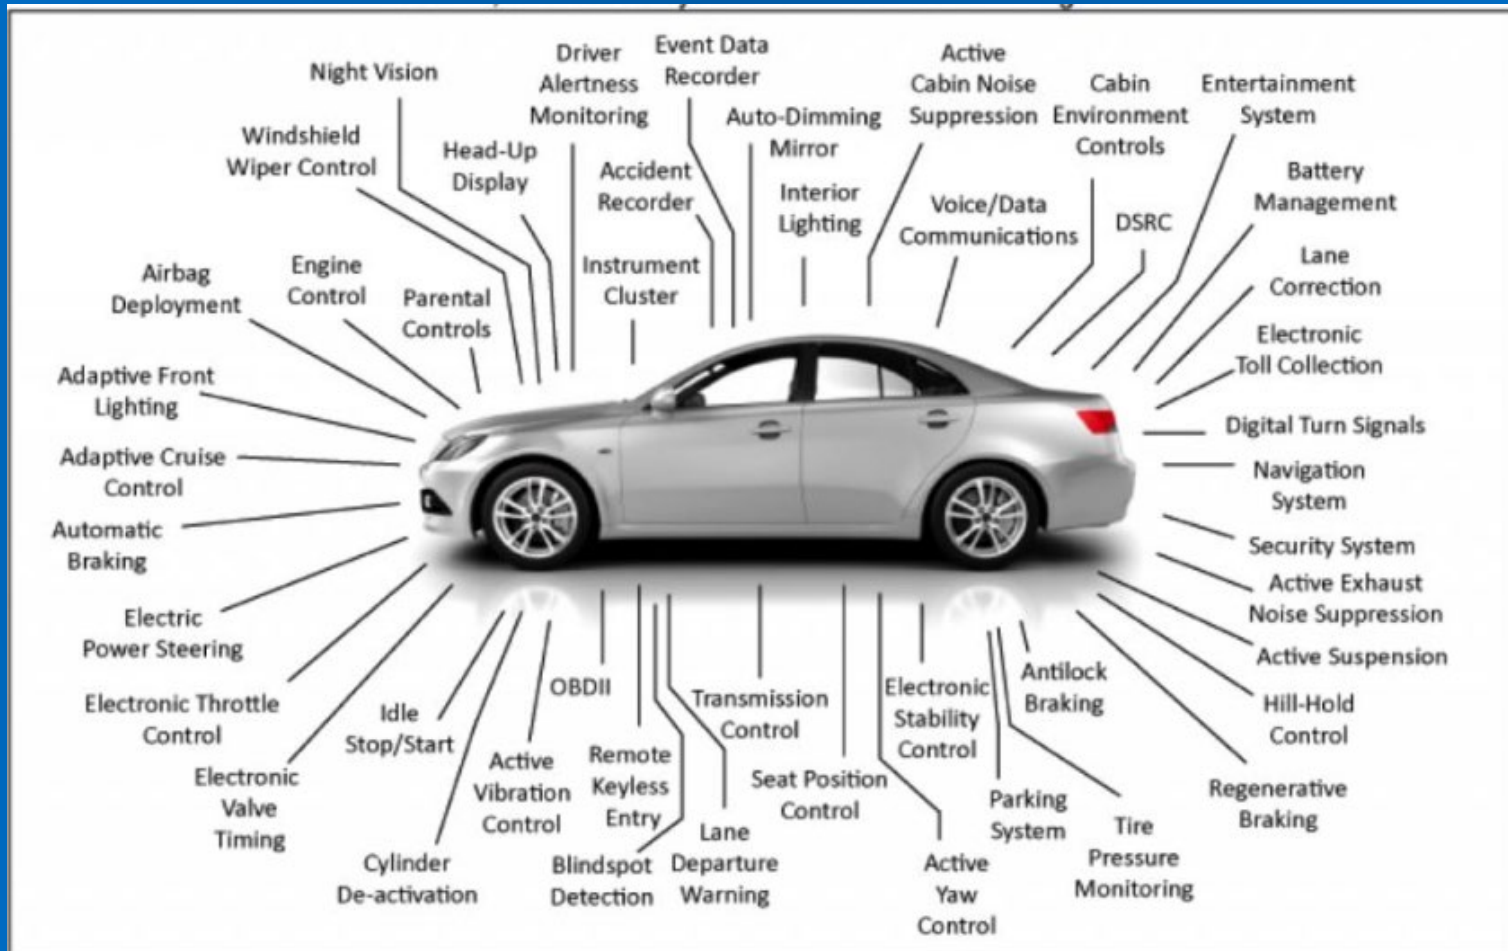 Night Vision
Windshield
Wiper Control
Head-Up
Display
Driver
Alertness
Monitoring
Event Data
Recorder
Accident
Recorder
Auto-Dimming
Mirror
Interior
Lighting
Active
Cabin Noise
Suppression
Voice/Data
Communications
Cabin
Environment
Controls
DSRC
Entertainment
System
Battery
Management
Lane
Correction
Electronic
Toll Collection
Digital Turn Signals
Navigation
System
Security System
Active Exhaust
Noise Suppression
Active Suspension
Hill-Hold
Control
Regenerative
Braking
Airbag
Deployment
Engine
Control
Parental
Controls
Instrument
Cluster
Adaptive Front
Lighting
Adaptive Cruise
Control
Automatic
Braking
Electric
Power Steering
Electronic Throttle
Control
Electronic
Valve
Timing
Idle
Stop/Start
Cylinder
De-activation
Active
Vibration
Control
OBDII
Remote
Keyless
Entry
Blindspot
Detection
Lane
Departure
Warning
Transmission
Control
Seat Position
Control
Electronic
Stability
Control
Active
Yaw
Control
Parking
System
Antilock
Braking
Tire
Pressure
Monitoring